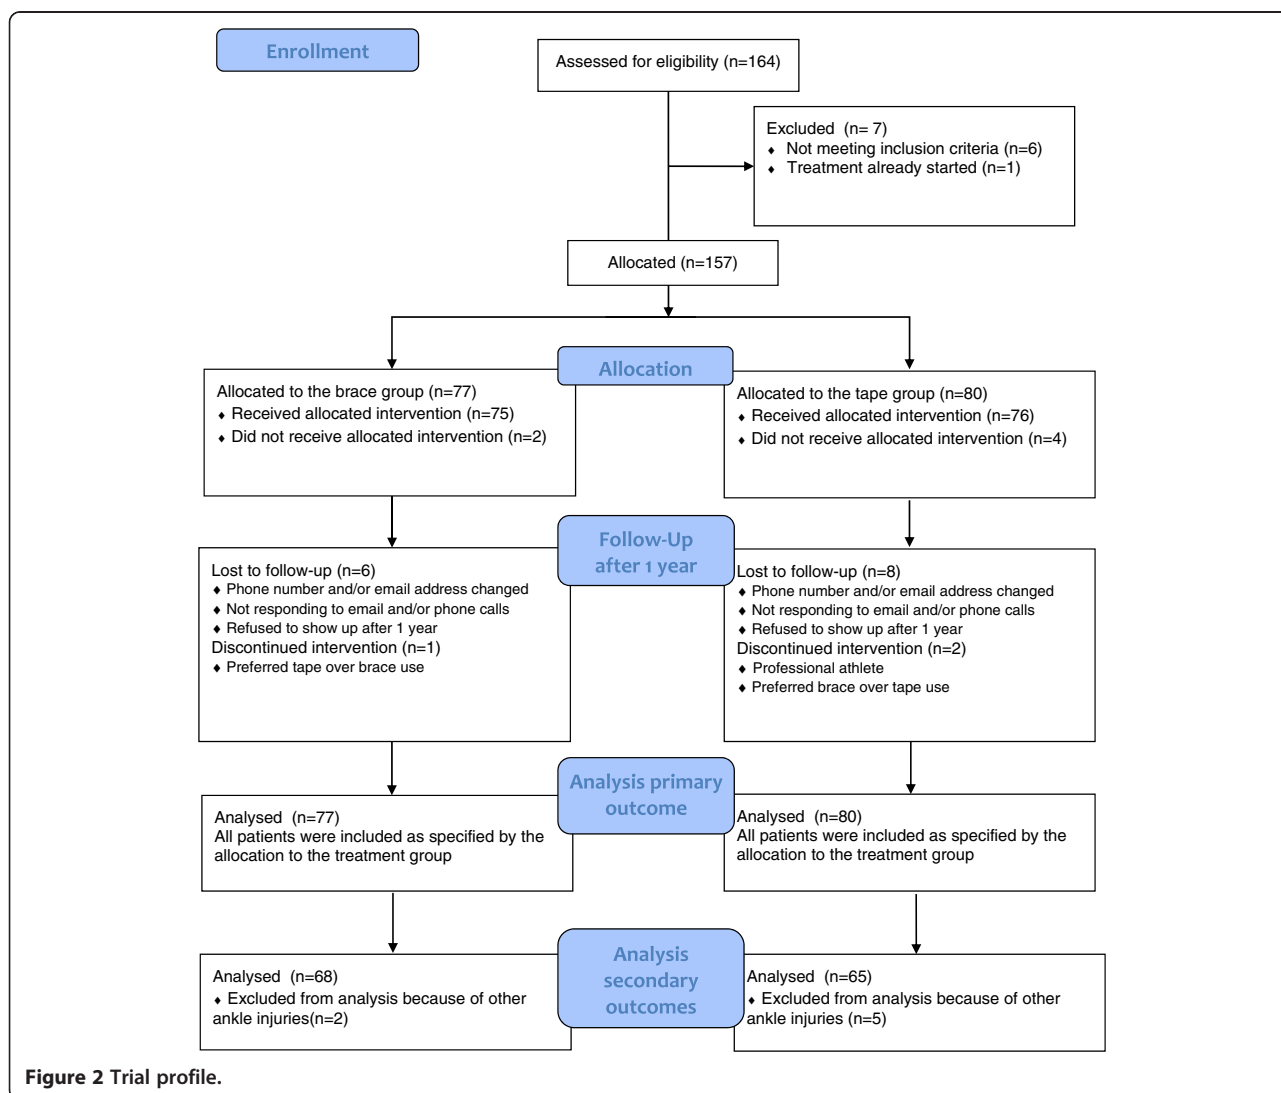 Enrollment
Assessed for eligibility (n=164)
Excluded (n= 7)
♦ Not meeting inclusion criteria (n=6)
♦ Treatment already started (n=1)
Allocated (n=157)
Allocation
Allocated to the brace group (n=77)
♦ Received allocated intervention (n=75)
♦ Did not receive allocated intervention (n=2)
Allocated to the tape group (n=80)
♦ Received allocated intervention (n=76)
♦ Did not receive allocated intervention (n=4)
Follow-Up
after 1 year
Lost to follow-up (n=6)
♦ Phone number and/or email address changed
♦ Not responding to email and/or phone calls
♦ Refused to show up after 1 year
Discontinued intervention (n=1)
♦ Preferred tape over brace use
Lost to follow-up (n=8)
♦ Phone number and/or email address changed
♦ Not responding to email and/or phone calls
♦ Refused to show up after 1 year
Discontinued intervention (n=2)
♦ Professional athlete
♦ Preferred brace over tape use
Analysis primary
outcome
Analysed (n=77)
All patients were included as specified by the
allocation to the treatment group
Analysed (n=80)
All patients were included as specified by the
allocation to the treatment group
Analysis
secondary
outcomes
Analysed (n=68)
♦ Excluded from analysis because of other
ankle injuries(n=2)
Analysed (n=65)
♦ Excluded from analysis because of other
ankle injuries (n=5)
Figure 2 Trial profile.